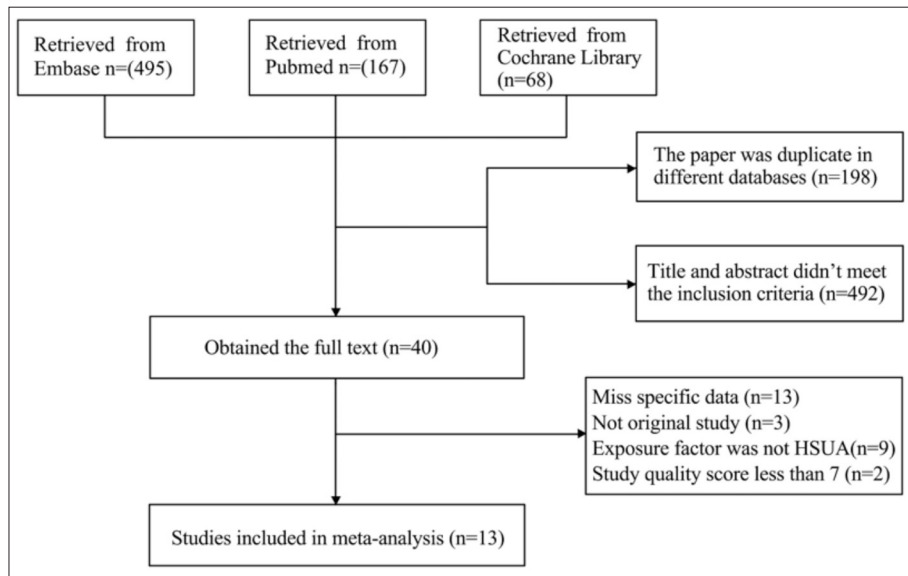 Retrieved from
Embase n=(495)
Retrieved from
Pubmed n=(167)
Retrieved from
Cochrane Library
(n=68)
The paper was duplicate in
different databases (n=198)
Title and abstract didn’t meet
the inclusion criteria (n=492)
Obtained the full text (n=40)
Miss specific data (n=13)
Not original study (n=3)
Exposure factor was not HSUA(n=9)
Study quality score less than 7 (n=2)
Studies included in meta-analysis (n=13)